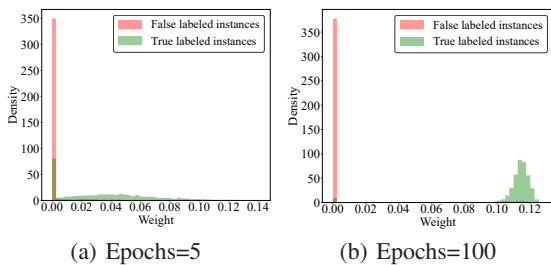 False labeled instances
True labeled instances
Density
350
300
250
200
150
100
50
0
0.00 0.02 0.04 0.06 0.08 0.10 0.12 0.14
Weight
(a) Epochs=5
False labeled instances
True labeled instances
Density
400
350
300
250
200
150
100
50
0
0.00 0.02 0.04 0.06 0.08 0.10 0.12
Weight
(b) Epochs=100